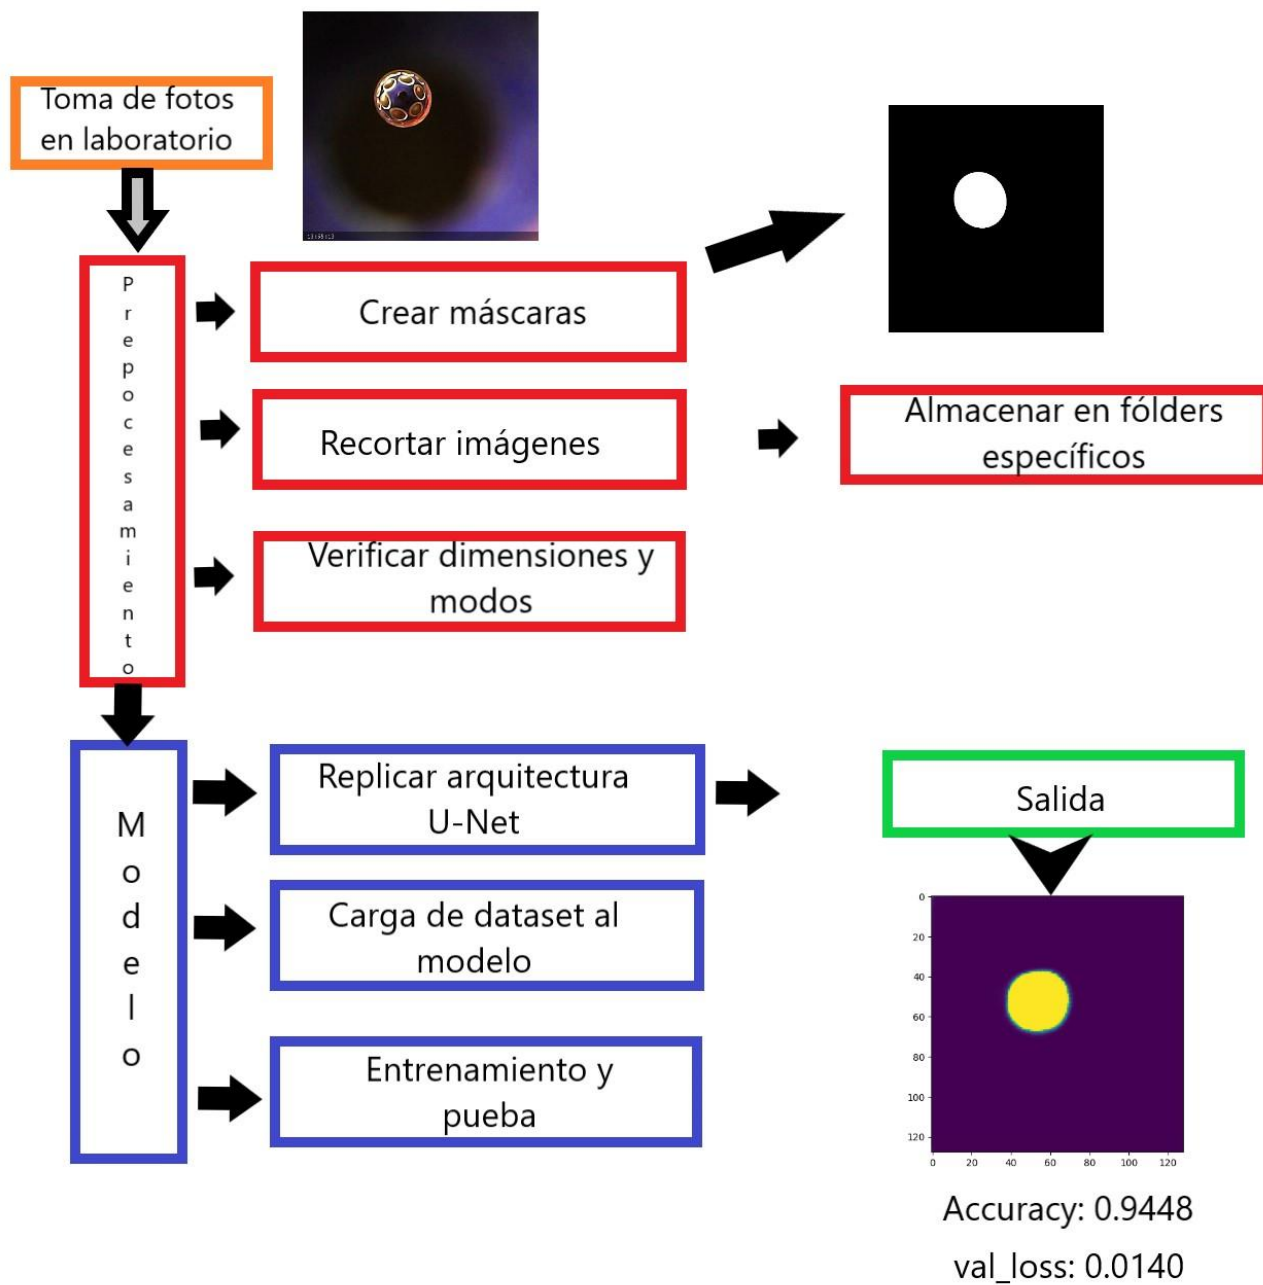 Toma de fotos
en laboratorio
Prepocesamiento
Crear máscaras
Recortar imágenes
Almacenar en fólders
específicos
Verificar dimensiones y
modos
Modelo
Replicar arquitectura
U-Net
Salida
Carga de dataset al
modelo
Entrenamiento y
pueba
0
20
40
60
80
100
120
0 20 40 60 80 100 120
Accuracy: 0.9448
val_loss: 0.0140